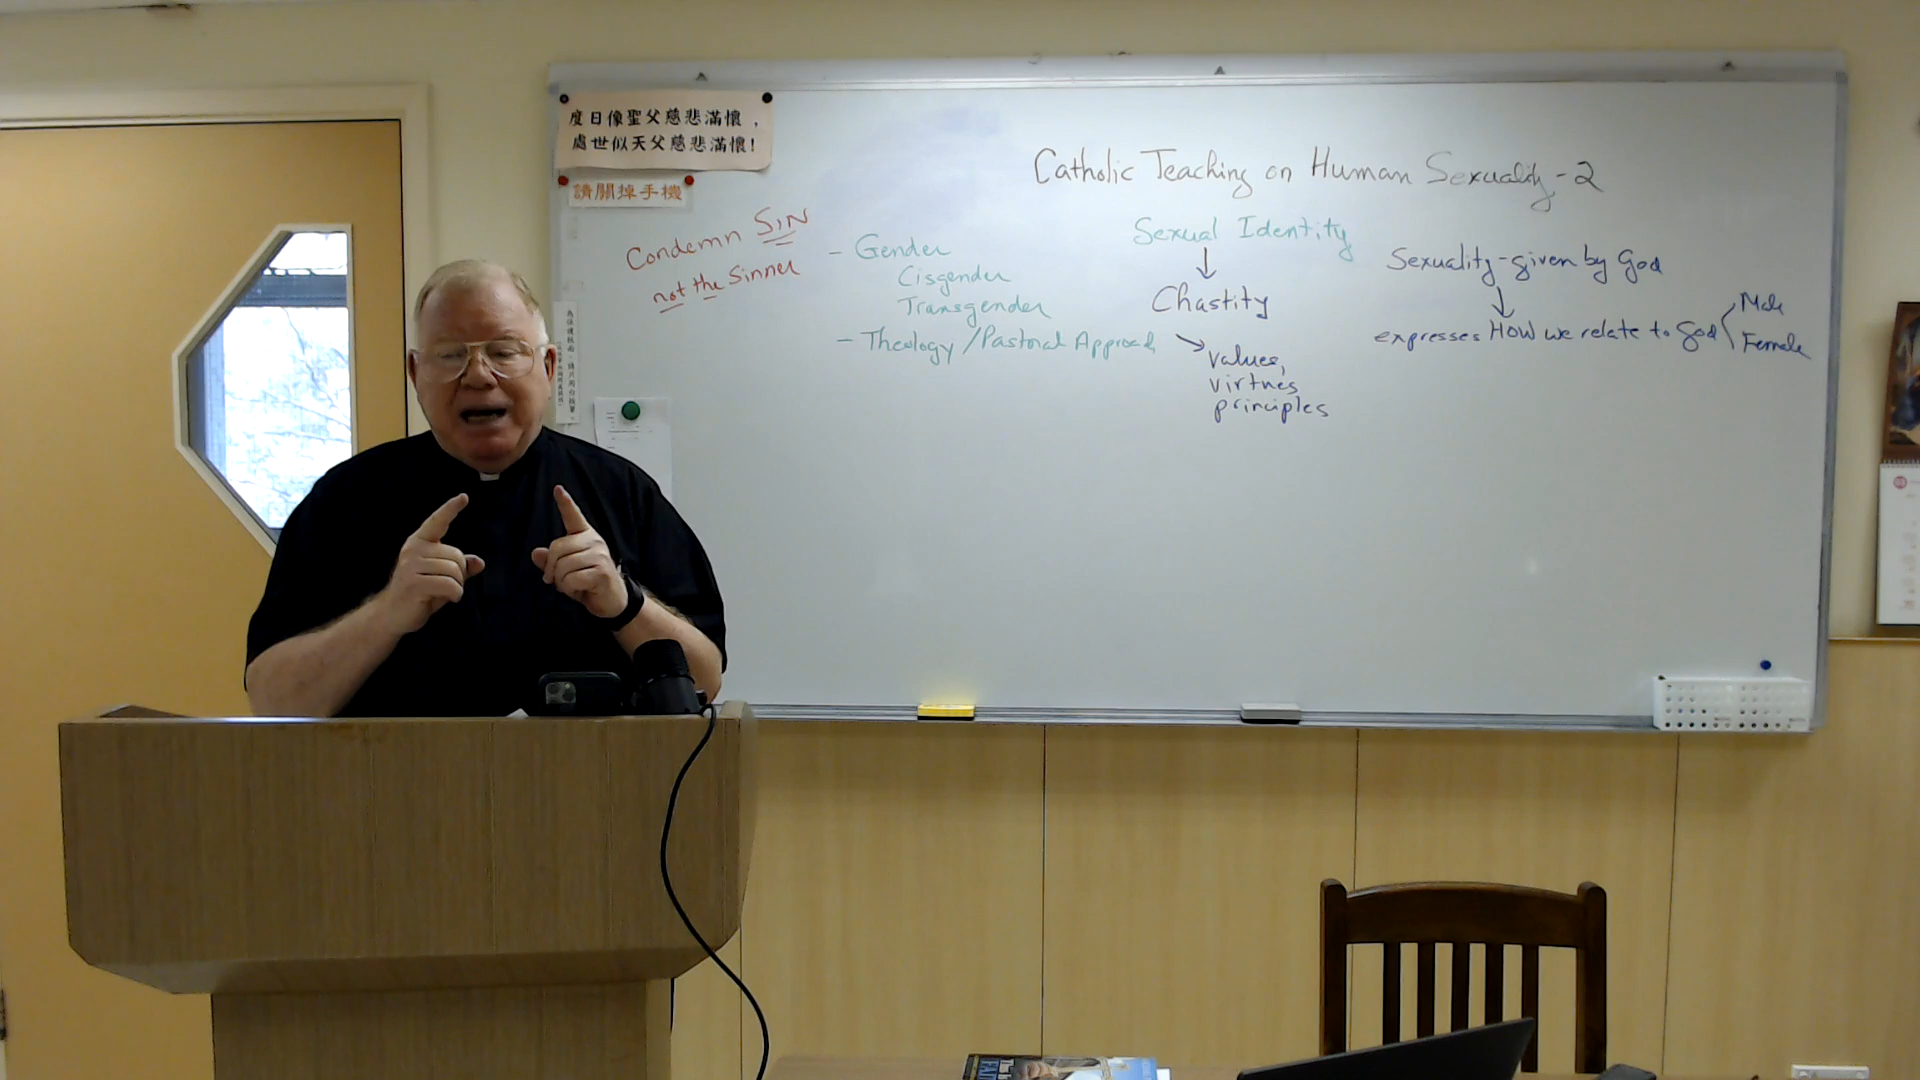 度日像聖父慈悲滿懷，
處世似天父慈悲滿懷!
請關掉手機
Catholic Teaching on Human Sexuality-2
Condemn SIN
not the Sinner
- Gender
Cisgender
Transgender
- Theology/Pastoral Approach
Sexual Identity
↓
Chastity
values,
virtues
principles
Sexuality-given by God
↓
expresses HOW we relate to God
Male
Female